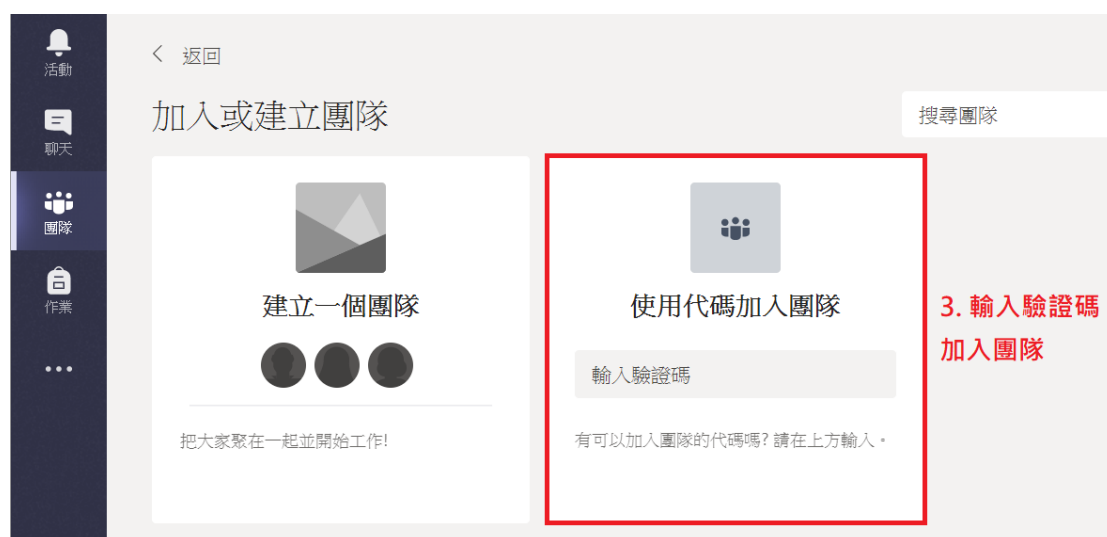 活動
聊天
團隊
作業
返回
加入或建立團隊
搜尋團隊
建立一個團隊
把大家聚在一起並開始工作!
使用代碼加入團隊
輸入驗證碼
有可以加入團隊的代碼嗎? 請在上方輸入。
3. 輸入驗證碼
加入團隊